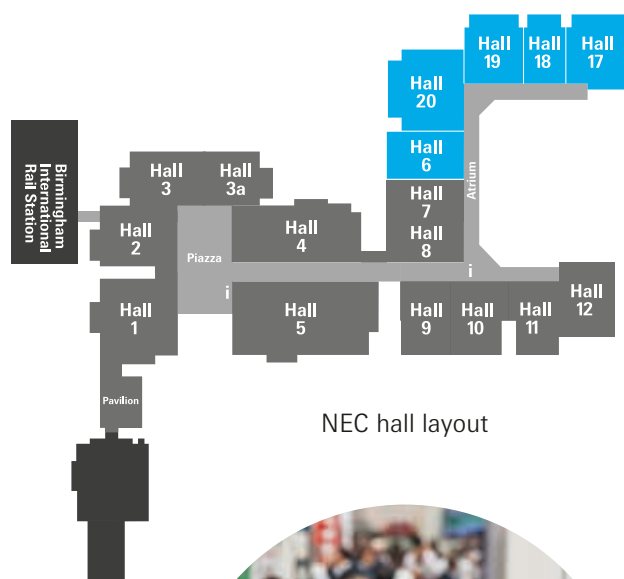 Hall
19
Hall
18
Hall
17
Hall
20
Hall
6
Birmingham
International
Rail Station
Hall
3
Hall
3a
Hall
7
Atrium
Hall
2
Piazza
Hall
4
Hall
8
i
i
Hall
1
Hall
5
Hall
9
Hall
10
Hall
11
Hall
12
Pavilion
NEC hall layout